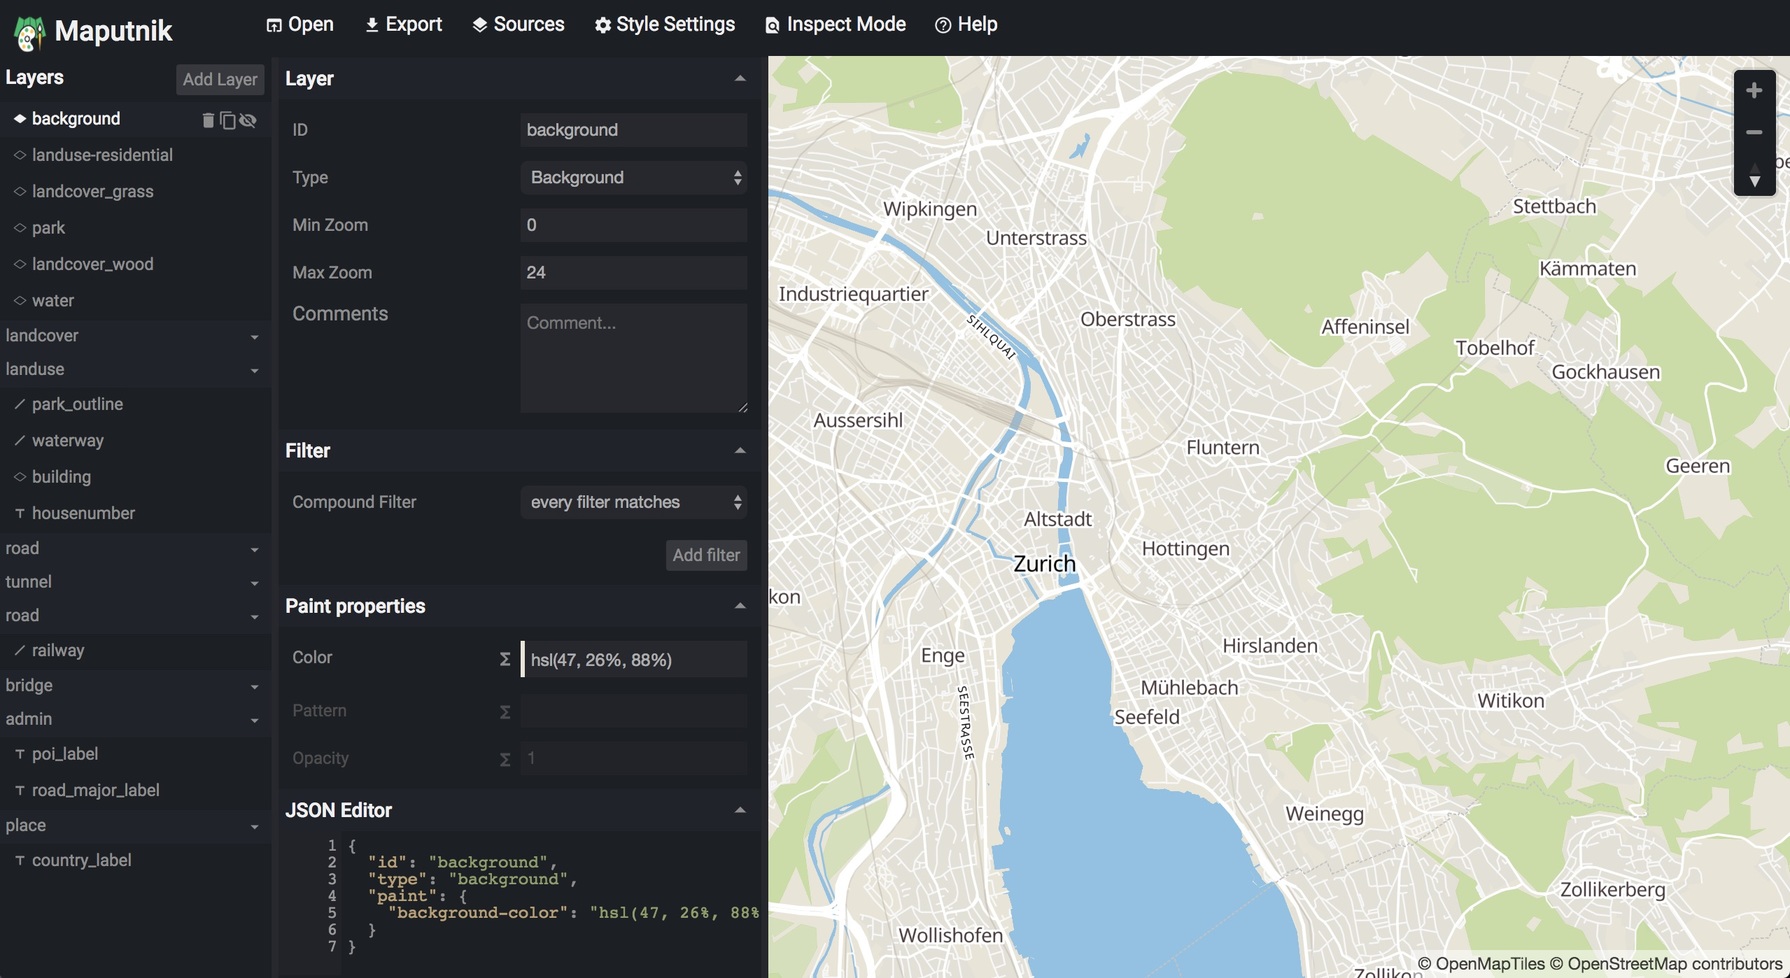 Maputnik
Open
Export
Sources
Style Settings
Inspect Mode
Help
Layers
Add Layer
background
landuse-residential
landcover_grass
park
landcover_wood
water
landcover
landuse
park_outline
waterway
building
housenumber
road
tunnel
road
railway
bridge
admin
poi_label
road_major_label
place
country_label
Layer
ID
background
Type
Background
Min Zoom
0
Max Zoom
24
Comments
Comment...
Filter
Compound Filter
every filter matches
Add filter
Paint properties
Color
Σ
hsl(47, 26%, 88%)
Pattern
Σ
Opacity
Σ
1
JSON Editor
1 {
2 "id": "background",
3 "type": "background",
4 "paint": {
5 "background-color": "hsl(47, 26%, 88%
6 }
7 }
Wipkingen
Unterstrass
Stettbach
Kämmaten
Industriequartier
SIHLQUAI
Oberstrass
Affeninsel
Tobelhof
Gockhausen
Aussersihl
Fluntern
Geeren
Altstadt
Hottingen
Zurich
kon
Hirslanden
Enge
Mühlebach
Seefeld
Witikon
SEESTRASSE
Weinegg
Zollikerberg
Wollishofen
Zollikon
© OpenMapTiles © OpenStreetMap contributors